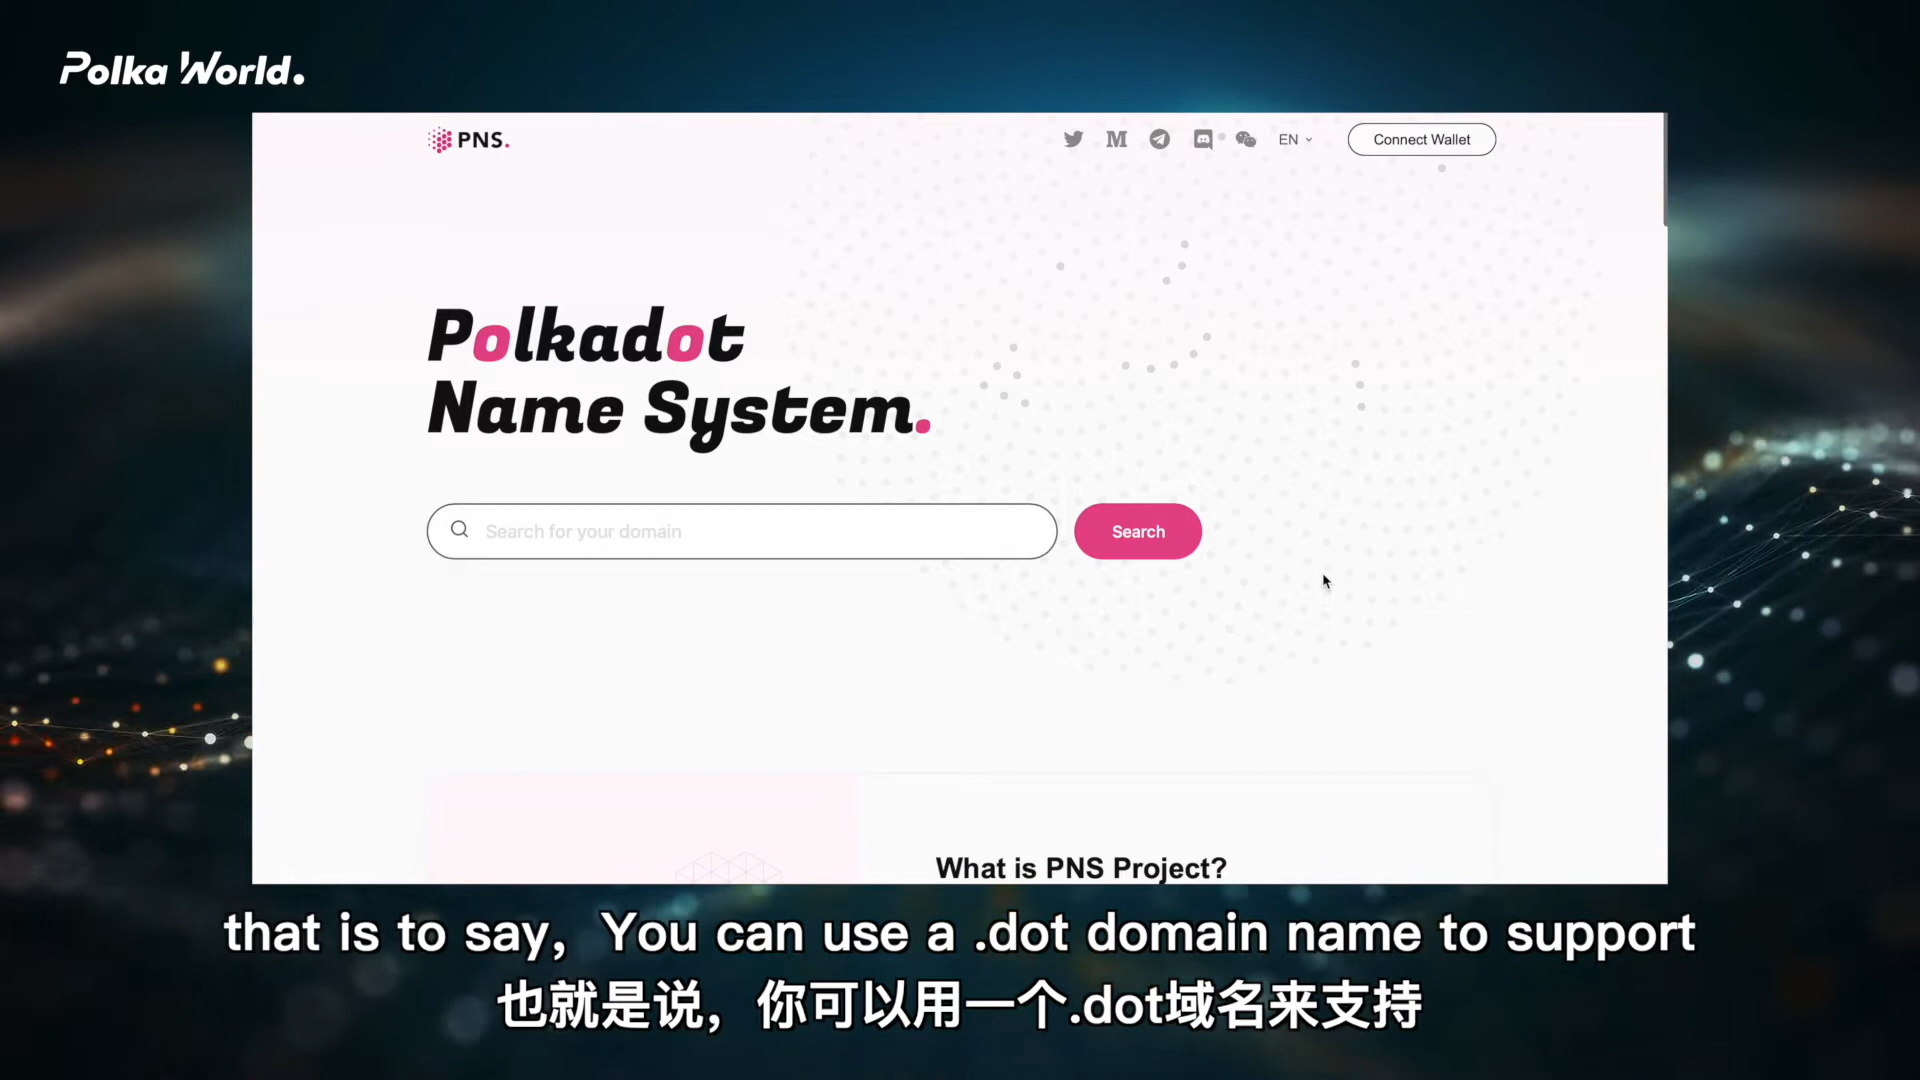 Polka World.
PNS.
EN
Connect Wallet
Polkadot
Name System.
Search for your domain
Search
What is PNS Project?
that is to say, You can use a .dot domain name to support
也就是说，你可以用一个.dot域名来支持